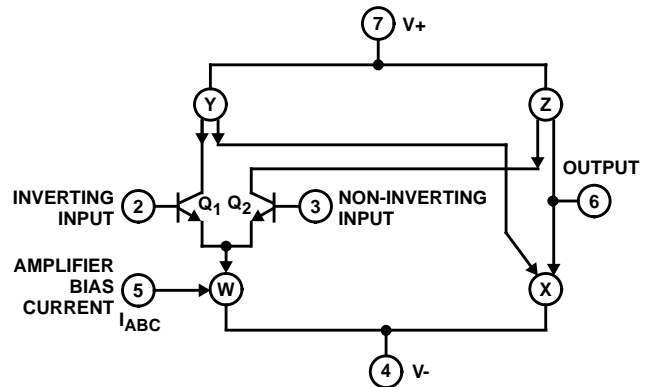 7 V+
Y
Z
OUTPUT
6
INVERTING
INPUT
2
Q1
Q2
3
NON-INVERTING
INPUT
AMPLIFIER
BIAS
CURRENT
5
IABC
W
X
4 V-